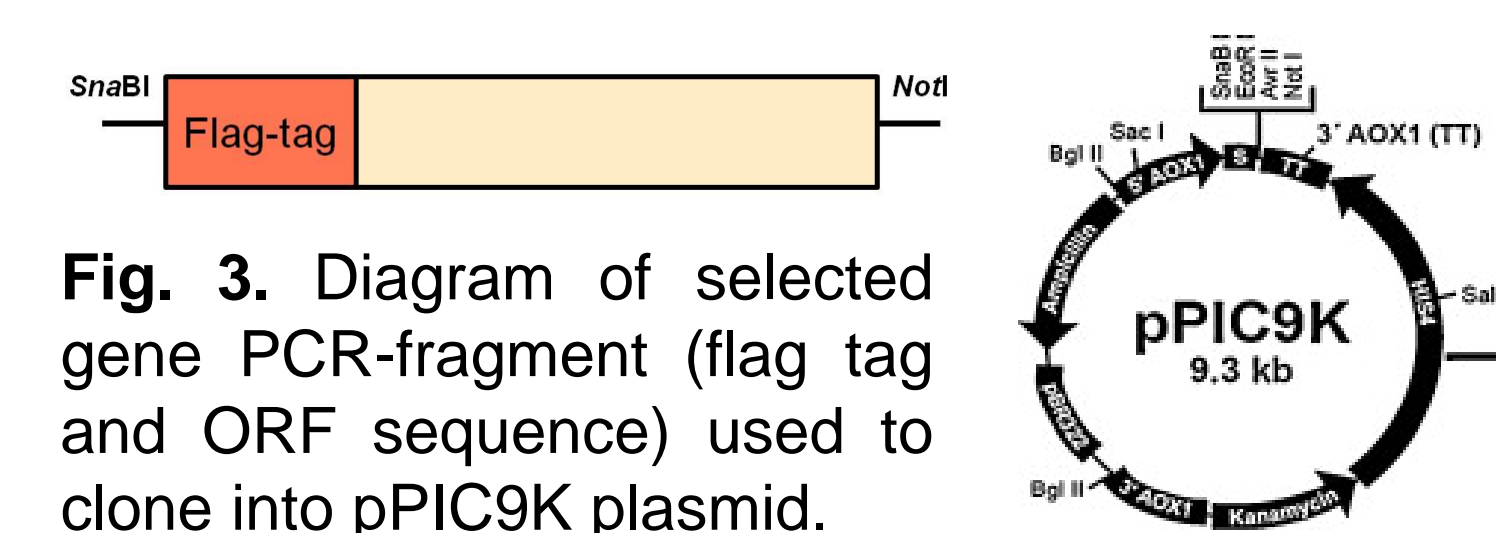 SnaBI
NotI
Flag-tag
Fig. 3. Diagram of selected
gene PCR-fragment (flag tag
and ORF sequence) used to
clone into pPIC9K plasmid.
SnaB I
EcoR I
Avr II
Not I
Sac I
Bgl II
3´ AOX1 (TT)
5´ AOX1
S
TT
Ampicillin
HIS4
Sal
pPIC9K
9.3 kb
pBR322
Bgl II
3´ AOX1
Kanamycin